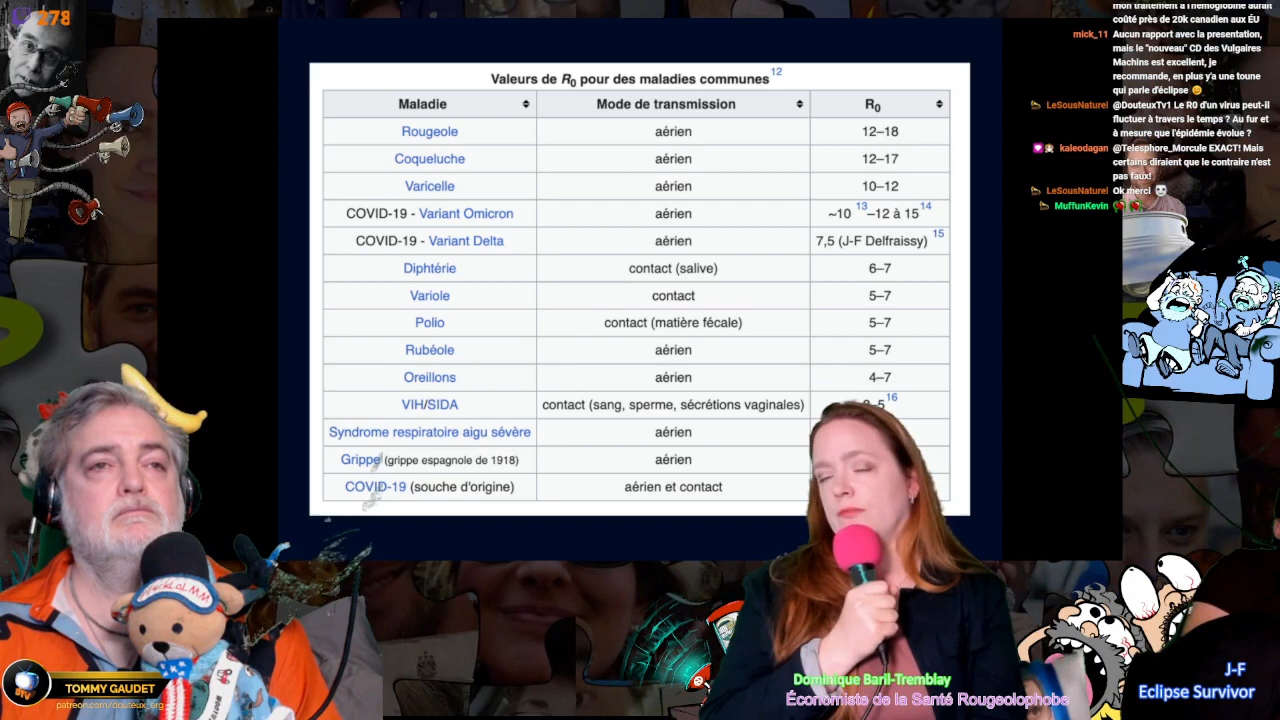 278
Valeurs de R0 pour des maladies communes 12
Maladie Mode de transmission R0
Rougeole aérien 12–18
Coqueluche aérien 12–17
Varicelle aérien 10–12
COVID-19 - Variant Omicron aérien ~10 13–12 à 15 14
COVID-19 - Variant Delta aérien 7,5 (J-F Delfraissy) 15
Diphtérie contact (salive) 6–7
Variole contact 5–7
Polio contact (matière fécale) 5–7
Rubéole aérien 5–7
Oreillons aérien 4–7
VIH/SIDA contact (sang, sperme, sécrétions vaginales) 5 16
Syndrome respiratoire aigu sévère aérien
Grippe (grippe espagnole de 1918) aérien
COVID-19 (souche d'origine) aérien et contact
mon traitement à l'hémoglobine aurait
coûté près de 20k canadien aux ÉU
mick_11 Aucun rapport avec la presentation,
mais le "nouveau" CD des Vulgaires
Machins est excellent, je
recommande, en plus y'a une toune
qui parle d'éclipse
LeSousNaturel @DouteuxTv1 Le R0 d'un virus peut-il
fluctuer à travers le temps ? Au fur et
à mesure que l'épidémie évolue ?
kaleodagan @Telesphore_Morcule EXACT! Mais
certains diraient que le contraire n'est
pas faux!
LeSousNaturel Ok merci
MuffunKevin
DTV
TOMMY GAUDET
patreon.com/douteux_org
Dominique Baril-Tremblay
Économiste de la Santé Rougeolophobe
J-F
Eclipse Survivor